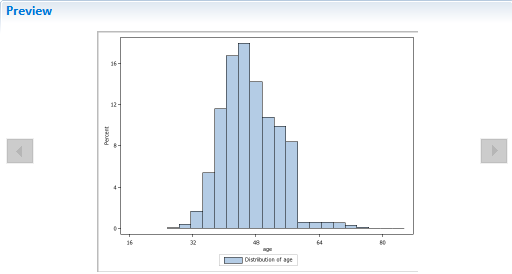 Preview
16
12
8
4
0
Percent
16 32 48 64 80
age
Distribution of age